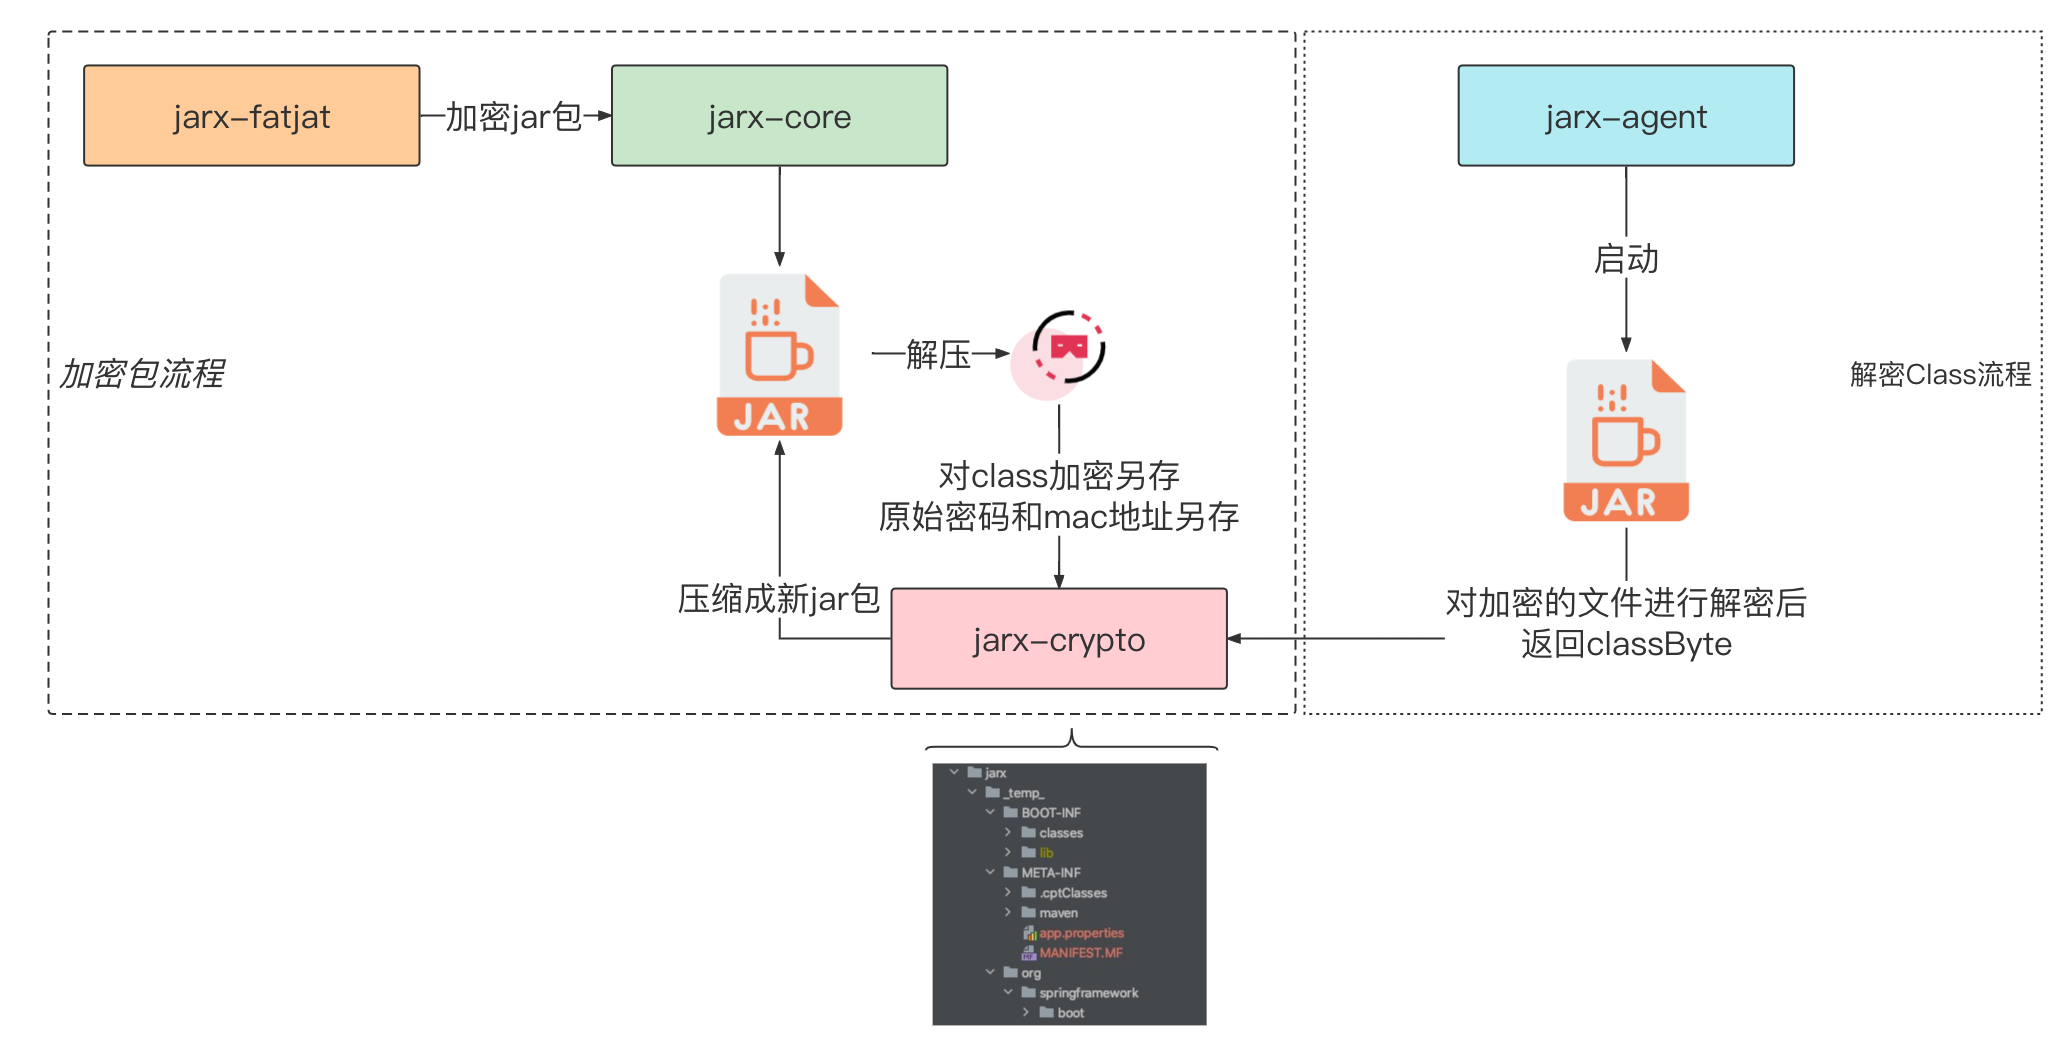 jarx-fatjat
加密jar包
jarx-core
jarx-agent
启动
JAR
解压
加密包流程
解密Class流程
JAR
对class加密另存
原始密码和mac地址另存
压缩成新jar包
jarx-crypto
对加密的文件进行解密后
返回classByte
jarx
_temp_
BOOT-INF
classes
lib
META-INF
.cptClasses
maven
app.properties
MANIFEST.MF
org
springframework
boot